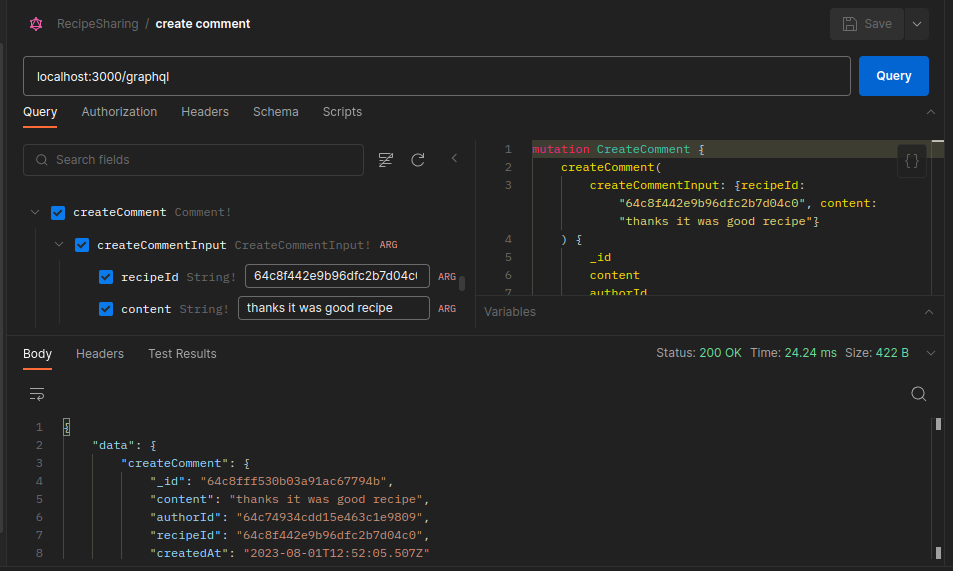 RecipeSharing / create comment
Save
localhost:3000/graphql
Query
Query Authorization Headers Schema Scripts
Search fields
createComment Comment!
createCommentInput CreateCommentInput! ARG
recipeId String! 64c8f442e9b96dfc2b7d04c ARG
content String! thanks it was good recipe ARG
1 mutation CreateComment {
2 createComment(
3 createCommentInput: {recipeId:
"64c8f442e9b96dfc2b7d04c0", content:
"thanks it was good recipe"}
4 ) {
5 _id
6 content
7 authorId
{}
Variables
Body Headers Test Results
Status: 200 OK Time: 24.24 ms Size: 422 B
1 {
2 "data": {
3 "createComment": {
4 "_id": "64c8fff530b03a91ac67794b",
5 "content": "thanks it was good recipe",
6 "authorId": "64c74934cdd15e463c1e9809",
7 "recipeId": "64c8f442e9b96dfc2b7d04c0",
8 "createdAt": "2023-08-01T12:52:05.507Z"